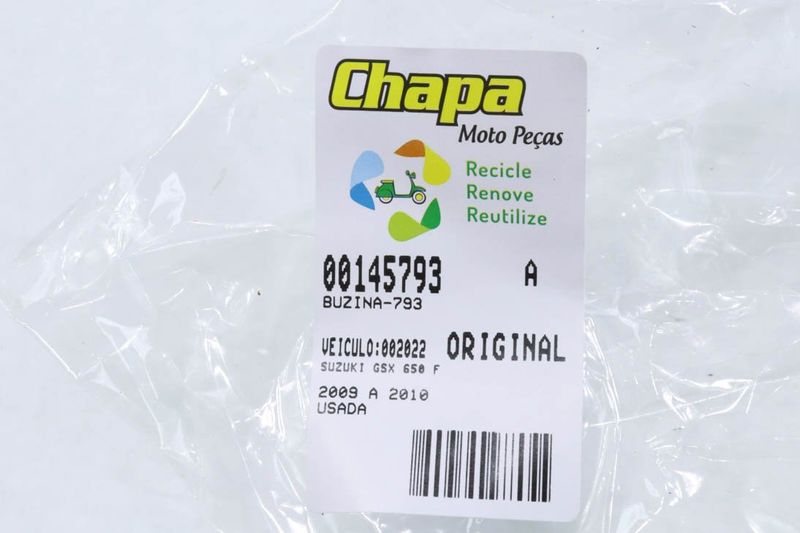 Chapa
Moto Peças
Recicle
Renove
Reutilize
00145793 A
BUZINA-793
VEICULO:002022 ORIGINAL
SUZUKI GSX 650 F
2009 A 2010
USADA